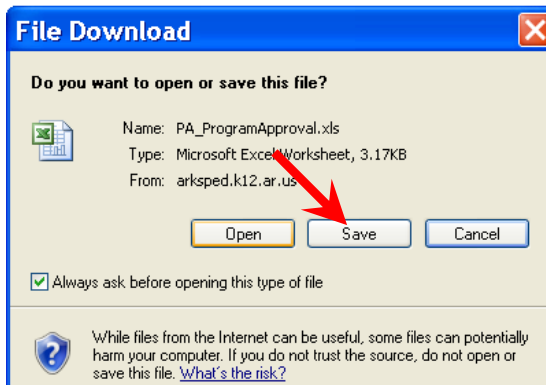 File Download
Do you want to open or save this file?
Name: PA_ProgramApproval.xls
Type: Microsoft Excel Worksheet, 3.17KB
From: arksped.k12.ar.us
Open Save Cancel
Always ask before opening this type of file
While files from the Internet can be useful, some files can potentially
harm your computer. If you do not trust the source, do not open or
save this file. What's the risk?